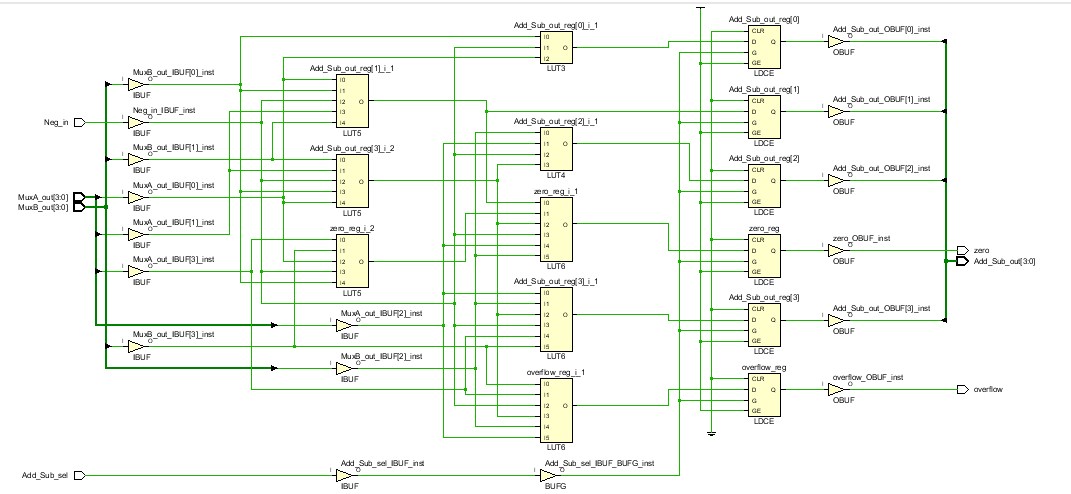 Add_Sub_out_reg[0]_i_1
I0
I1
O
I2
LUT3
Add_Sub_out_reg[0]
CLR
D
Q
G
GE
LDCE
Add_Sub_out_OBUF[0]_inst
I
O
OBUF
MuxB_out_IBUF[0]_inst
I
O
IBUF
Add_Sub_out_reg[1]_i_1
I0
I1
I2
O
I3
I4
LUT5
Add_Sub_out_reg[1]
CLR
D
Q
G
GE
LDCE
Add_Sub_out_OBUF[1]_inst
I
O
OBUF
Neg_in
Neg_in_IBUF_inst
I
O
IBUF
Add_Sub_out_reg[2]_i_1
I0
I1
O
I2
I3
LUT4
MuxB_out_IBUF[1]_inst
I
O
IBUF
Add_Sub_out_reg[3]_i_2
I0
I1
I2
O
I3
I4
LUT5
Add_Sub_out_reg[2]
CLR
D
Q
G
GE
LDCE
Add_Sub_out_OBUF[2]_inst
I
O
OBUF
MuxA_out[3:0]
MuxB_out[3:0]
MuxA_out_IBUF[0]_inst
I
O
IBUF
zero_reg_i_1
I0
I1
I2
O
I3
I4
I5
LUT6
MuxA_out_IBUF[1]_inst
I
O
IBUF
zero_reg_i_2
I0
I1
I2
O
I3
I4
LUT5
zero_reg
CLR
D
Q
G
GE
LDCE
zero_OBUF_inst
I
O
OBUF
zero
Add_Sub_out[3:0]
MuxA_out_IBUF[3]_inst
I
O
IBUF
Add_Sub_out_reg[3]_i_1
I0
I1
I2
O
I3
I4
I5
LUT6
Add_Sub_out_reg[3]
CLR
D
Q
G
GE
LDCE
Add_Sub_out_OBUF[3]_inst
I
O
OBUF
MuxA_out_IBUF[2]_inst
I
O
IBUF
MuxB_out_IBUF[3]_inst
I
O
IBUF
MuxB_out_IBUF[2]_inst
I
O
IBUF
overflow_reg_i_1
I0
I1
I2
O
I3
I4
I5
LUT6
overflow_reg
CLR
D
Q
G
GE
LDCE
overflow_OBUF_inst
I
O
OBUF
overflow
Add_Sub_sel
Add_Sub_sel_IBUF_inst
I
O
IBUF
Add_Sub_sel_IBUF_BUFG_inst
I
O
BUFG